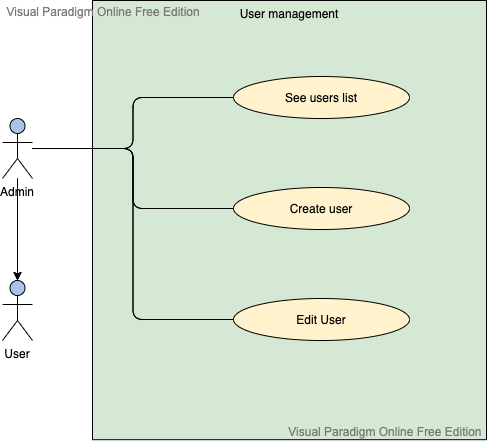 Visual Paradigm Online Free Edition
User management
See users list
Admin
Create user
Edit User
User
Visual Paradigm Online Free Edition